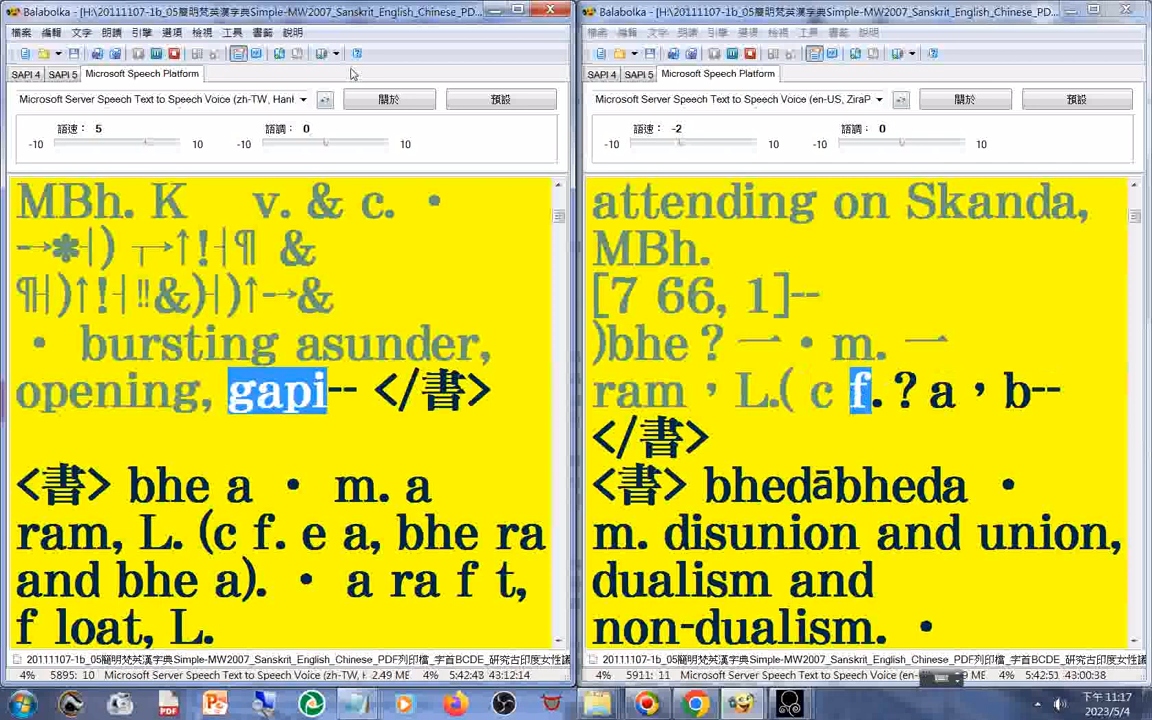 Balabolka - [H:\20111107-1b_05簡明梵英漢字典Simple-MW2007_Sanskrit_English_Chinese_PD...
檔案 編輯 文字 朗讀 引擎 選項 檢視 工具 書籤 說明
SAPI 4 SAPI 5 Microsoft Speech Platform
Microsoft Server Speech Text to Speech Voice (zh-TW, Han 關於 預設
語速: 5 語調: 0
-10 10 -10 10
MBh. K v. & c. •
→✱┤) ┬→↑!┤¶ &
¶┤)↑!┤‼&)┤)↑→&
• bursting asunder,
opening, gapi-- </書>
<書> bhe a • m. a
ram, L. (c f. e a, bhe ra
and bhe a). • a ra f t,
f loat, L.
20111107-1b_05簡明梵英漢字典Simple-MW2007_Sanskrit_English_Chinese_PDF列印檔_字首BCDE_研究古印度女性議
4% 5895: 10 Microsoft Server Speech Text to Speech Voice (zh-TW, H 2.49 ME 4% 5:42:43 43:12:14
Balabolka - [H:\20111107-1b_05簡明梵英漢字典Simple-MW2007_Sanskrit_English_Chinese_PD...
檔案 編輯 文字 朗讀 引擎 選項 檢視 工具 書籤 說明
SAPI 4 SAPI 5 Microsoft Speech Platform
Microsoft Server Speech Text to Speech Voice (en-US, ZiraP 關於 預設
語速: -2 語調: 0
-10 10 -10 10
attending on Skanda,
MBh.
[7 66, 1]--
)bhe？一・m. 一
ram，L.( c f.？a，b--
</書>
<書> bhedābheda •
m. disunion and union,
dualism and
non-dualism. •
20111107-1b_05簡明梵英漢字典Simple-MW2007_Sanskrit_English_Chinese_PDF列印檔_字首BCDE_研究古印度女性議
4% 5911: 11 Microsoft Server Speech Text to Speech Voice (en-US, ME 4% 5:42:51 43:00:38
下午 11:17
2023/5/4